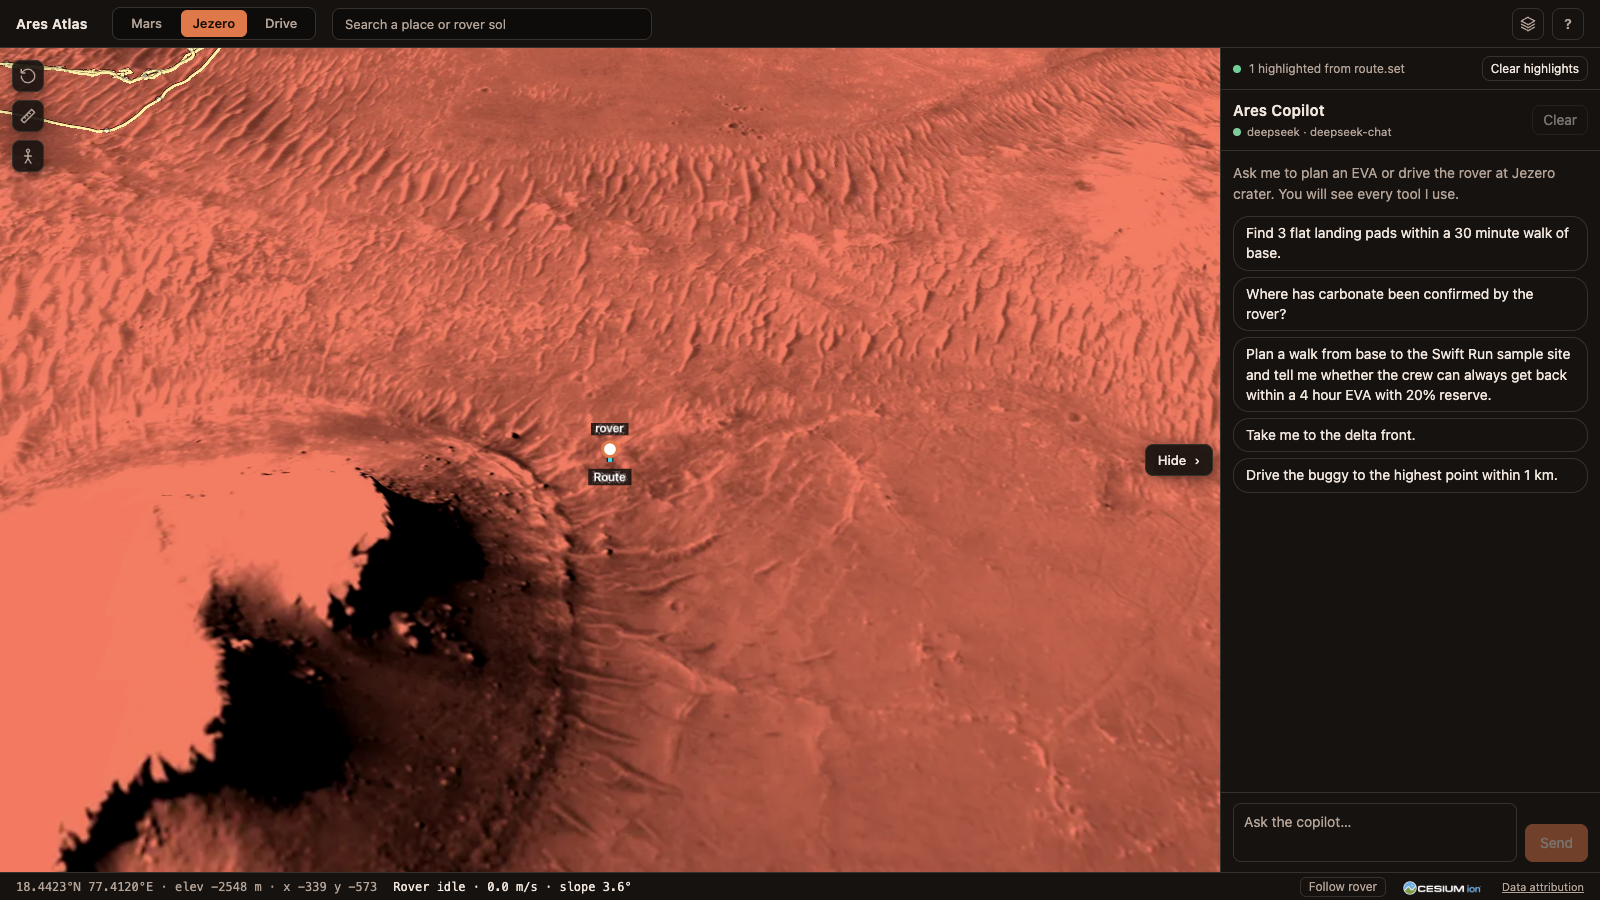 Ares Atlas
Mars
Jezero
Drive
Search a place or rover sol
?
1 highlighted from route.set
Clear highlights
Ares Copilot
deepseek · deepseek-chat
Clear
Ask me to plan an EVA or drive the rover at Jezero
crater. You will see every tool I use.
Find 3 flat landing pads within a 30 minute walk of
base.
Where has carbonate been confirmed by the
rover?
Plan a walk from base to the Swift Run sample site
and tell me whether the crew can always get back
within a 4 hour EVA with 20% reserve.
Take me to the delta front.
Drive the buggy to the highest point within 1 km.
rover
Route
Hide ›
Ask the copilot...
Send
18.4423°N 77.4120°E · elev −2548 m · x −339 y −573 Rover idle · 0.0 m/s · slope 3.6°
Follow rover
CESIUM ion
Data attribution